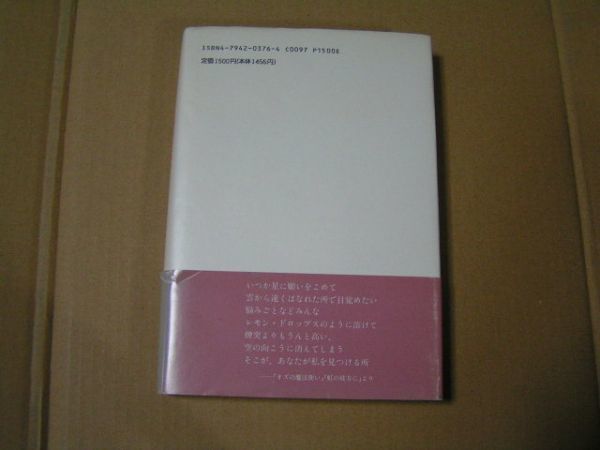 ISBN4-7942-0376-4 C0097 P1500E
定価1500円(本体1456円)
いつか星に願いをこめて
雲から遠くはなれた所で目覚めたい
悩みごとなどみんな
レモン・ドロップスのように溶けて
煙突よりもうんと高い、
空の向こうに消えてしまう
そこが、あなたが私を見つける所
――「オズの魔法使い」『虹の彼方に』より